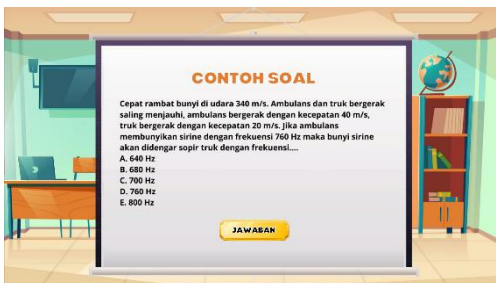 CONTOH SOAL
Cepat rambat bunyi di udara 340 m/s. Ambulans dan truk bergerak
saling menjauhi, ambulans bergerak dengan kecepatan 40 m/s,
truk bergerak dengan kecepatan 20 m/s. Jika ambulans
membunyikan sirine dengan frekuensi 760 Hz maka bunyi sirine
akan didengar sopir truk dengan frekuensi....
A. 640 Hz
B. 680 Hz
C. 700 Hz
D. 760 Hz
E. 800 Hz
JAWABAN